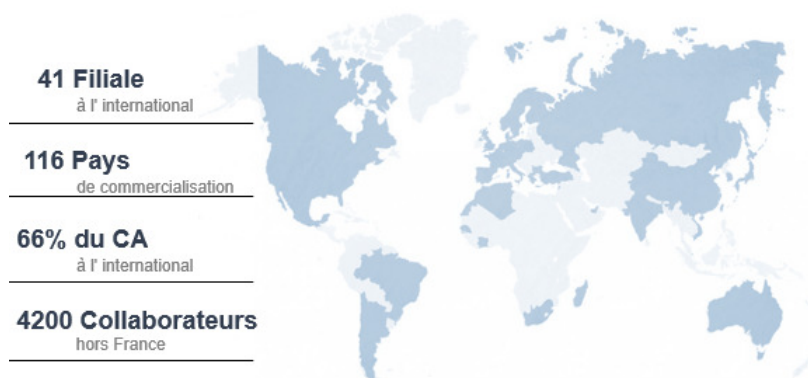 41 Filiale
à l' international
116 Pays
de commercialisation
66% du CA
à l' international
4200 Collaborateurs
hors France